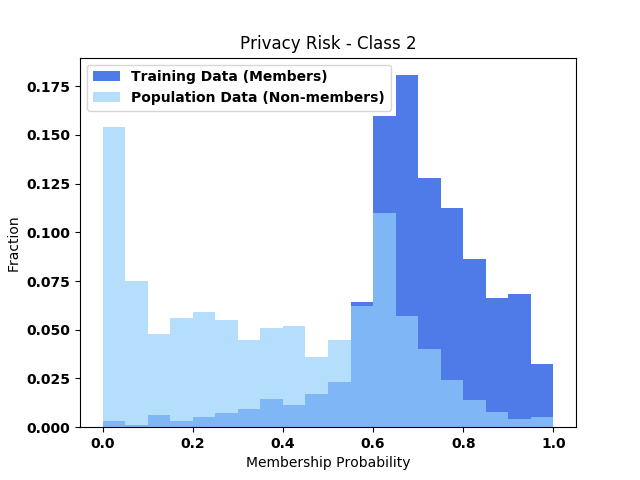 Privacy Risk - Class 2
Training Data (Members)
Population Data (Non-members)
0.175
0.150
0.125
0.100
0.075
0.050
0.025
0.000
Fraction
0.0 0.2 0.4 0.6 0.8 1.0
Membership Probability